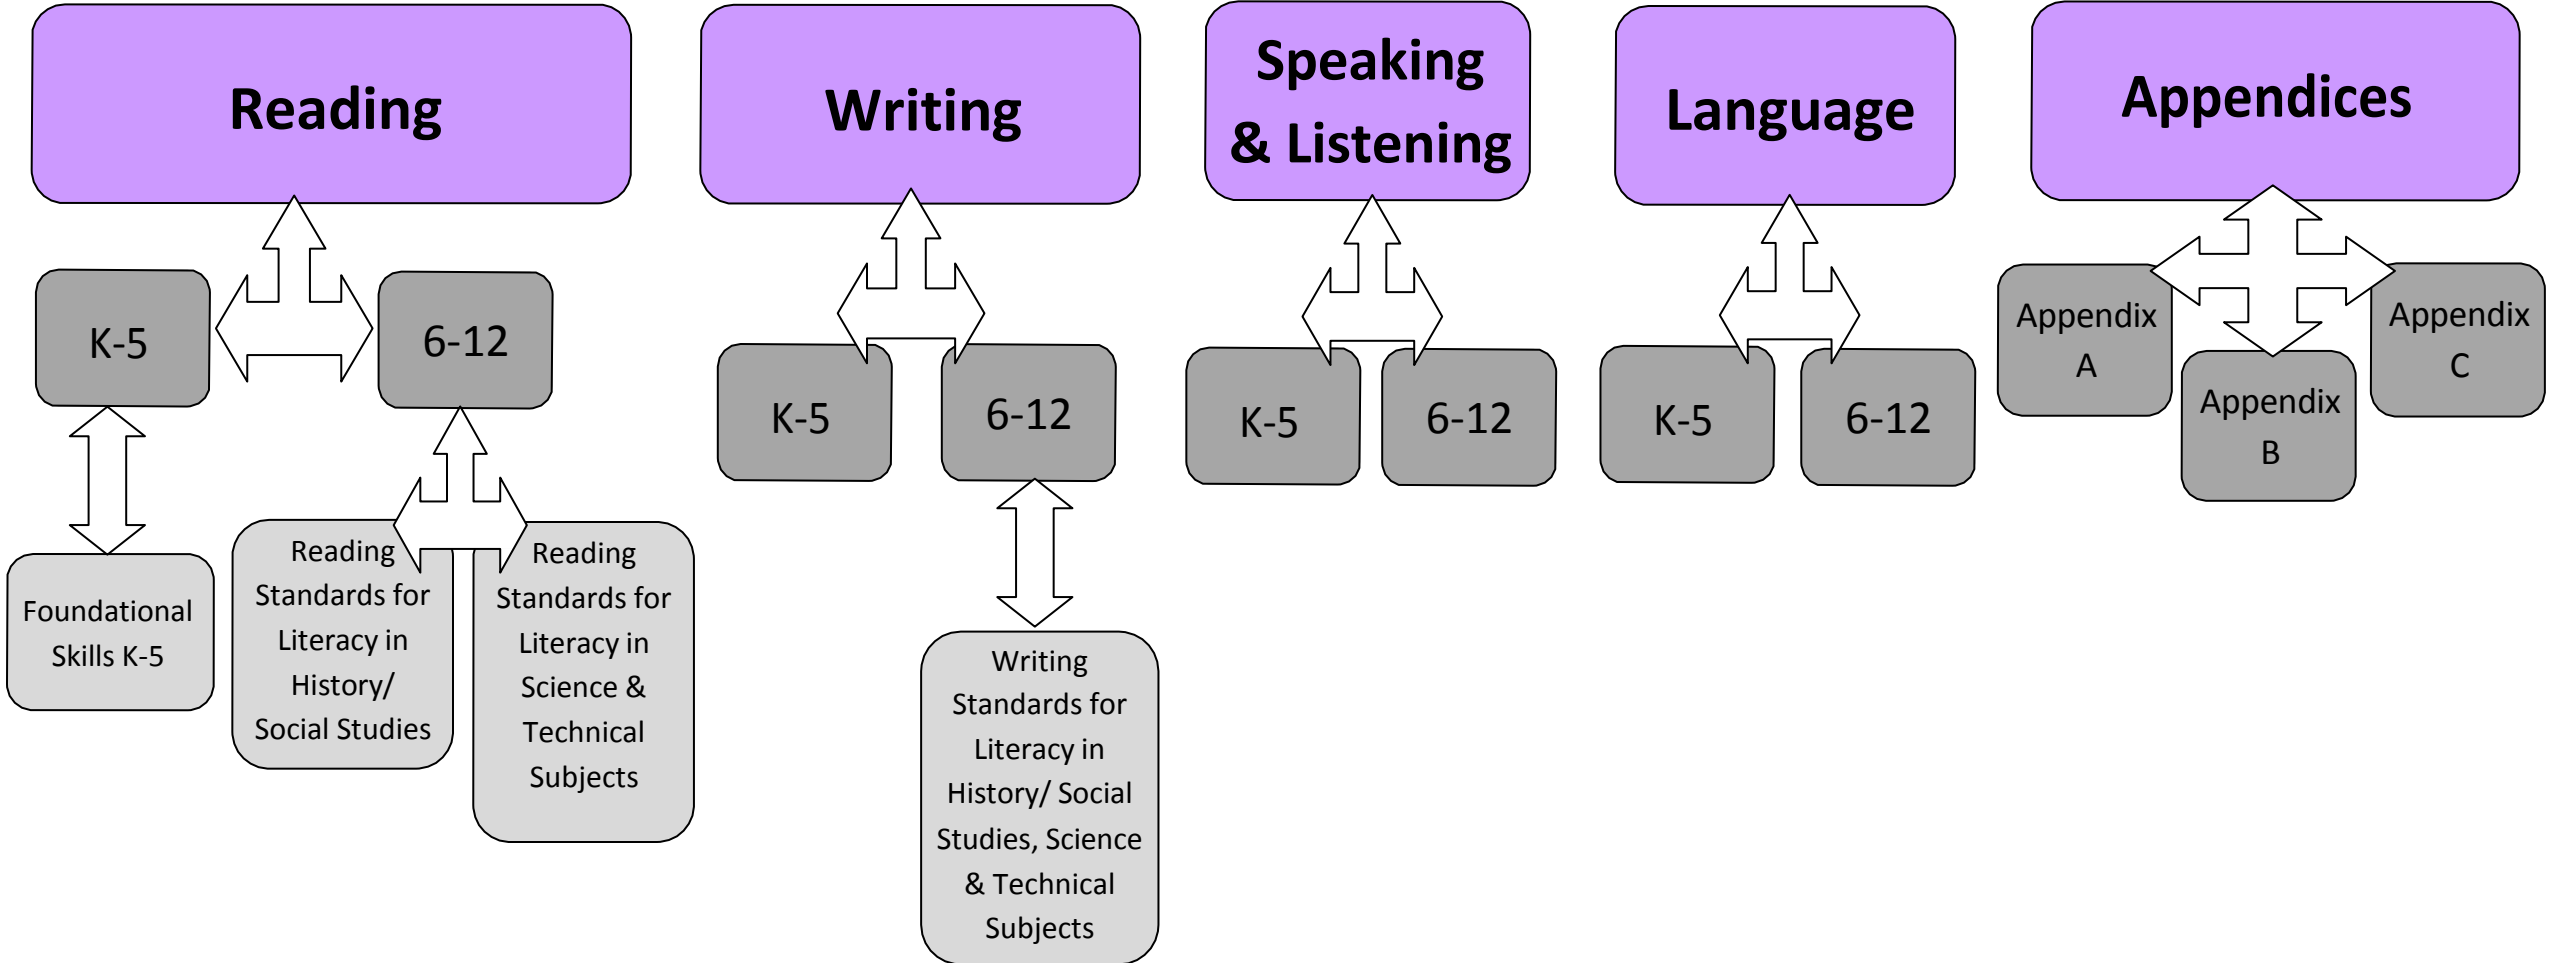 Reading
Writing
Speaking
& Listening
Language
Appendices
K-5
6-12
K-5
6-12
K-5
6-12
K-5
6-12
Appendix
A
Appendix
B
Appendix
C
Foundational
Skills K-5
Reading
Standards for
Literacy in
History/
Social Studies
Reading
Standards for
Literacy in
Science &
Technical
Subjects
Writing
Standards for
Literacy in
History/ Social
Studies, Science
& Technical
Subjects